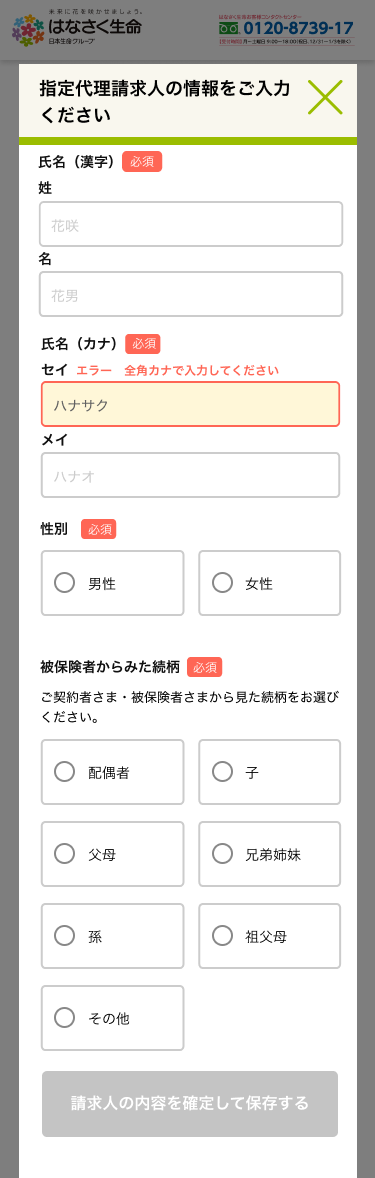 未来に花を咲かせましょう。
はなさく生命
日本生命グループ
はなさく生命お客様コンタクトセンター
0120-8739-17
【受付時間】月〜土曜日 9:00〜18:00(祝日、12/31〜1/3を除く)
指定代理請求人の情報をご入力
ください
氏名（漢字） 必須
姓
花咲
名
花男
氏名（カナ） 必須
セイ エラー　全角カナで入力してください
ハナサク
メイ
ハナオ
性別 必須
男性 女性
被保険者からみた続柄 必須
ご契約者さま・被保険者さまから見た続柄をお選び
ください。
配偶者 子
父母 兄弟姉妹
孫 祖父母
その他
請求人の内容を確定して保存する